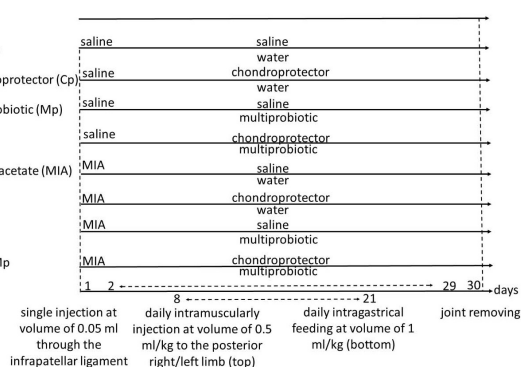 saline saline
water
oprotector (Cp) saline chondroprotector
water
obiotic (Mp) saline saline
multiprobiotic
saline chondroprotector
multiprobiotic
acetate (MIA) MIA saline
water
MIA chondroprotector
water
MIA saline
multiprobiotic
Mp MIA chondroprotector
multiprobiotic
1 2 29 30 days
8 21
single injection at daily intramuscularly daily intragastrical joint removing
volume of 0.05 ml injection at volume of 0.5 feeding at volume of 1
through the ml/kg to the posterior ml/kg (bottom)
infrapatellar ligament right/left limb (top)